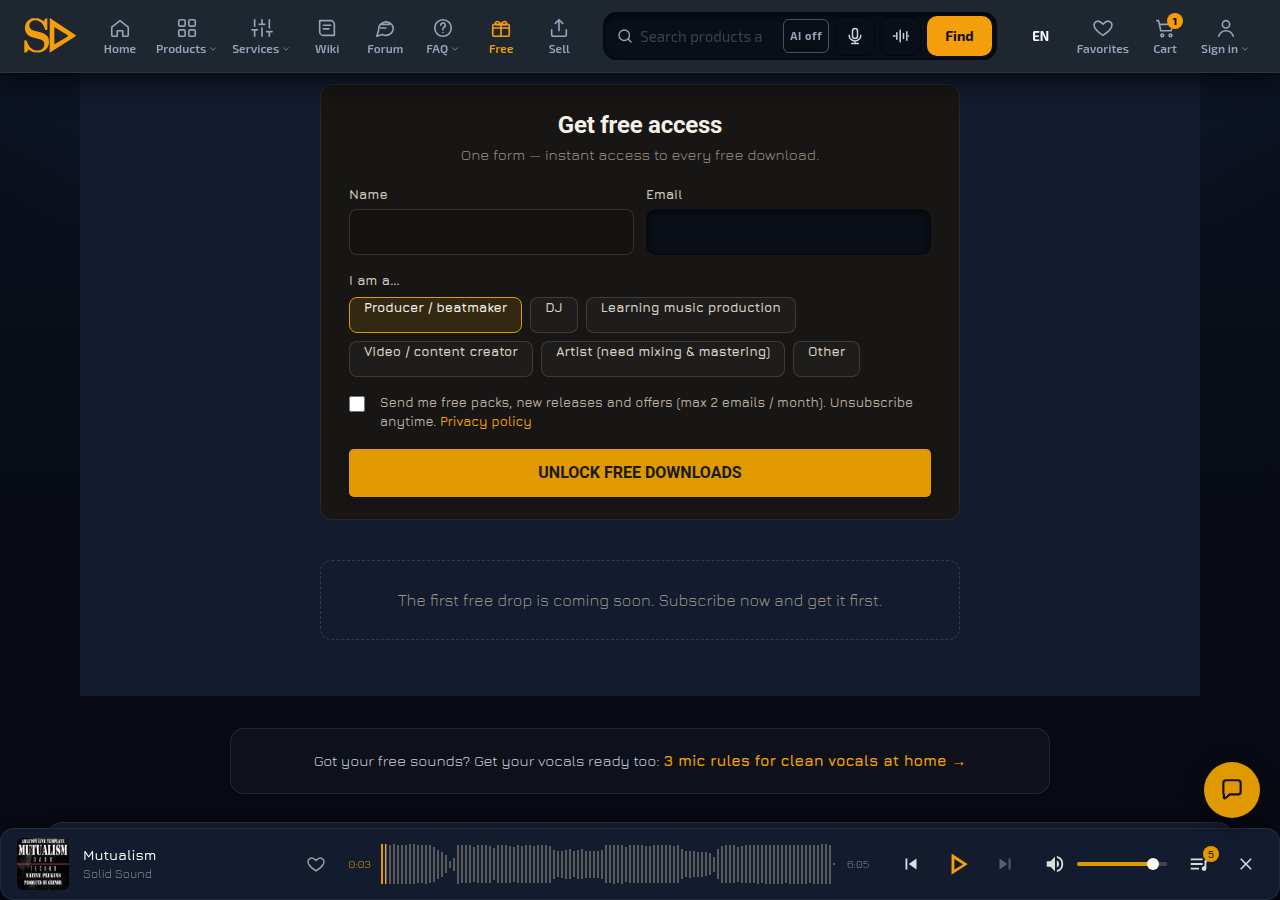 SD
Home
Products
Services
Wiki
Forum
FAQ
Free
Sell
Search products a
AI off
Find
EN
Favorites
1
Cart
Sign in
Get free access
One form — instant access to every free download.
Name
Email
I am a...
Producer / beatmaker
DJ
Learning music production
Video / content creator
Artist (need mixing & mastering)
Other
Send me free packs, new releases and offers (max 2 emails / month). Unsubscribe
anytime. Privacy policy
UNLOCK FREE DOWNLOADS
The first free drop is coming soon. Subscribe now and get it first.
Got your free sounds? Get your vocals ready too: 3 mic rules for clean vocals at home →
MUTUALISM
Mutualism
Solid Sound
0:03
6:05
5